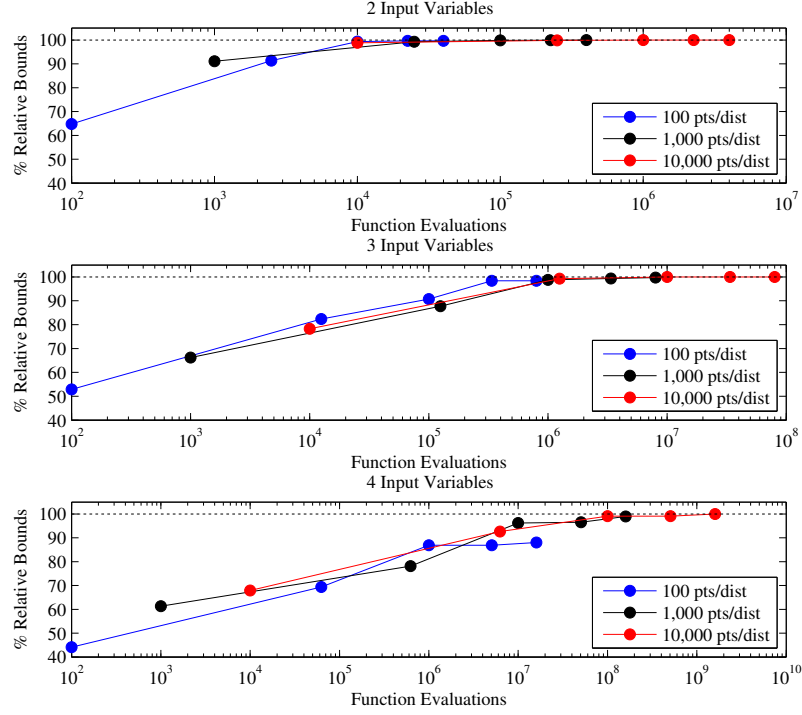 2 Input Variables
% Relative Bounds
100
90
80
70
60
50
40
10^2 10^3 10^4 10^5 10^6 10^7
Function Evaluations
100 pts/dist
1,000 pts/dist
10,000 pts/dist
3 Input Variables
% Relative Bounds
100
90
80
70
60
50
40
10^2 10^3 10^4 10^5 10^6 10^7 10^8
Function Evaluations
100 pts/dist
1,000 pts/dist
10,000 pts/dist
4 Input Variables
% Relative Bounds
100
90
80
70
60
50
40
10^2 10^3 10^4 10^5 10^6 10^7 10^8 10^9 10^10
Function Evaluations
100 pts/dist
1,000 pts/dist
10,000 pts/dist